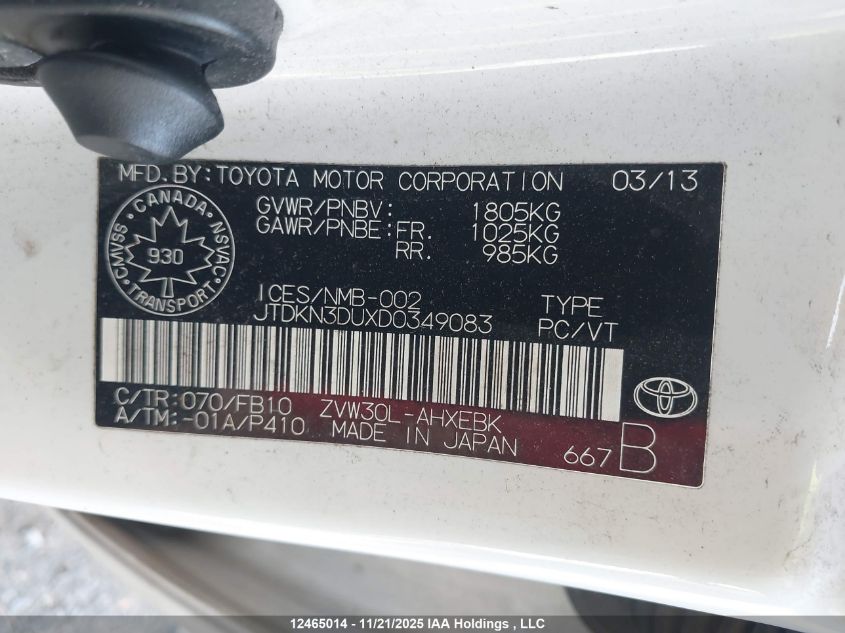 MFD. BY: TOYOTA MOTOR CORPORATION 03/13
GVWR/PNBV: 1805KG
GAWR/PNBE: FR. 1025KG
RR. 985KG
CANADA
CMVSS NSVAC
930
TRANSPORT
ICES/NMB-002 TYPE
JTDKN3DUXD0349083 PC/VT
C/TR: 070/FB10 ZVW30L-AHXEBK
A/TM: -01A/P410 MADE IN JAPAN
667 B
12465014 - 11/21/2025 IAA Holdings , LLC